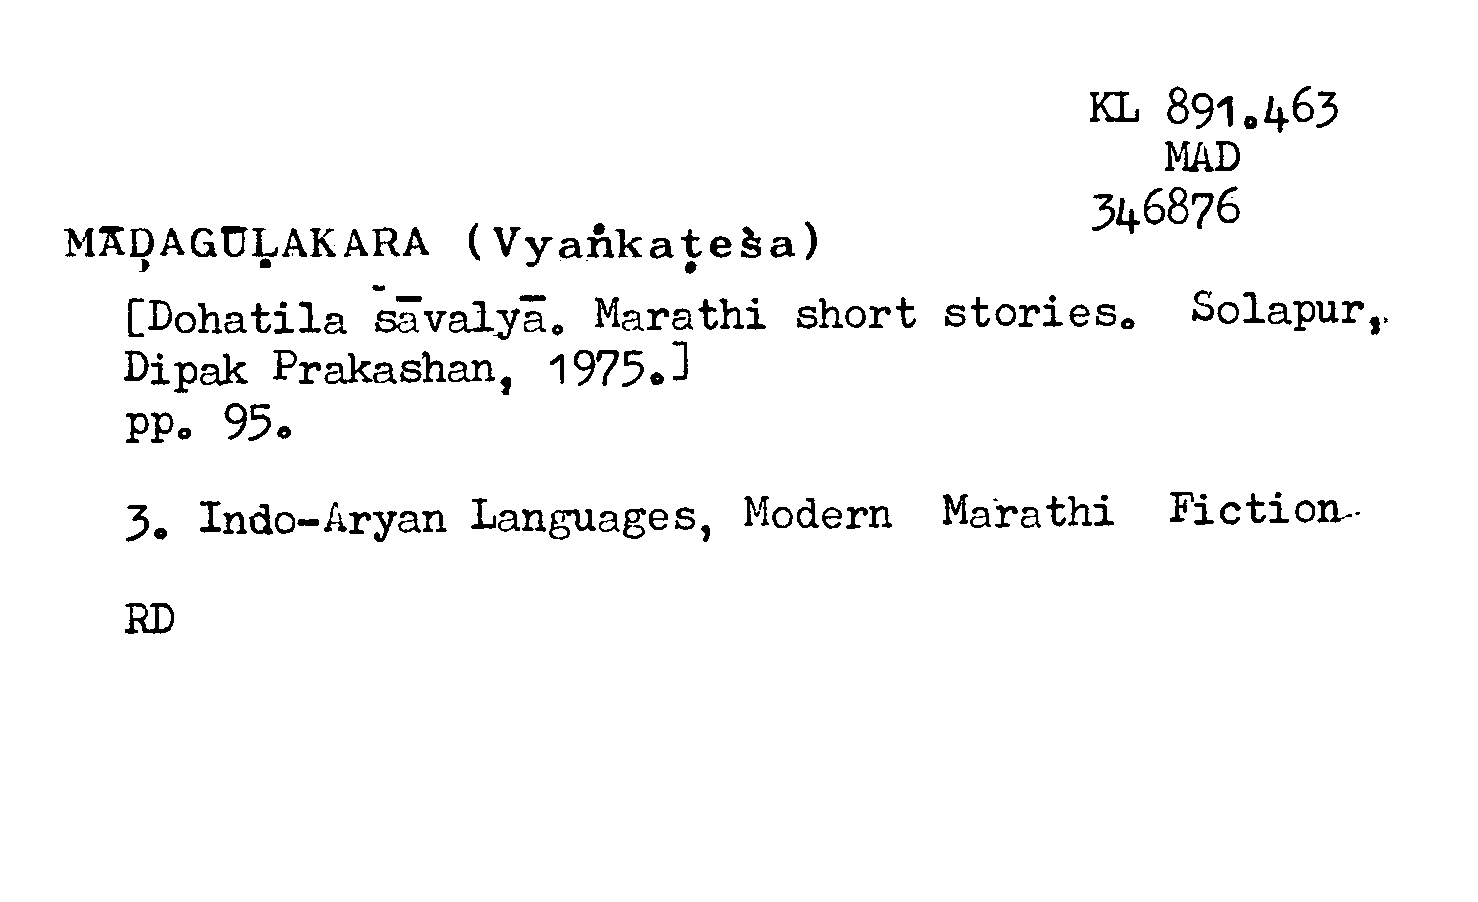 KL 891.463
MAD
346876
MĀḌAGŪḶAKARA (Vyaṅkaṭeṡa)
[Dohatila sāvalyā. Marathi short stories. Solapur,
Dipak Prakashan, 1975.]
pp. 95.
3. Indo-Aryan Languages, Modern Marathi Fiction
RD